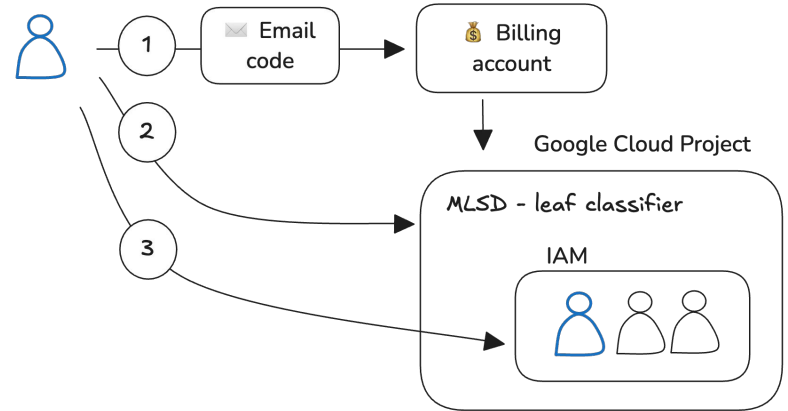 1
Email
code
Billing
account
2
Google Cloud Project
MLSD - leaf classifier
3
IAM